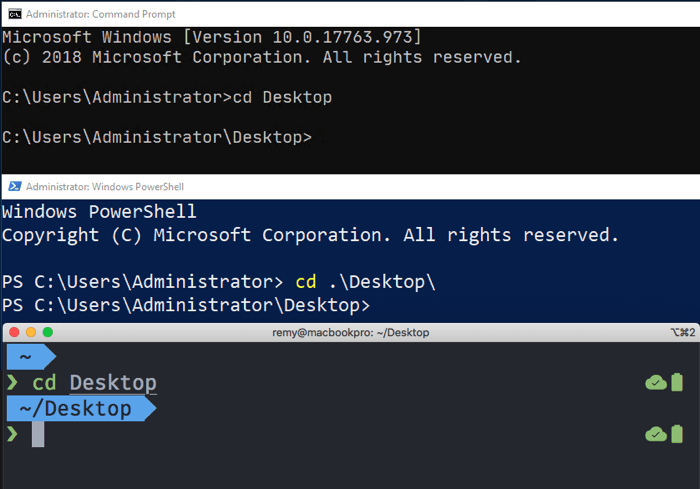 Administrator: Command Prompt
Microsoft Windows [Version 10.0.17763.973]
(c) 2018 Microsoft Corporation. All rights reserved.
C:\Users\Administrator>cd Desktop
C:\Users\Administrator\Desktop>
Administrator: Windows PowerShell
Windows PowerShell
Copyright (C) Microsoft Corporation. All rights reserved.
PS C:\Users\Administrator> cd .\Desktop\
PS C:\Users\Administrator\Desktop>
remy@macbookpro: ~/Desktop ⌥⌘2
~
❯ cd Desktop
~/Desktop
❯